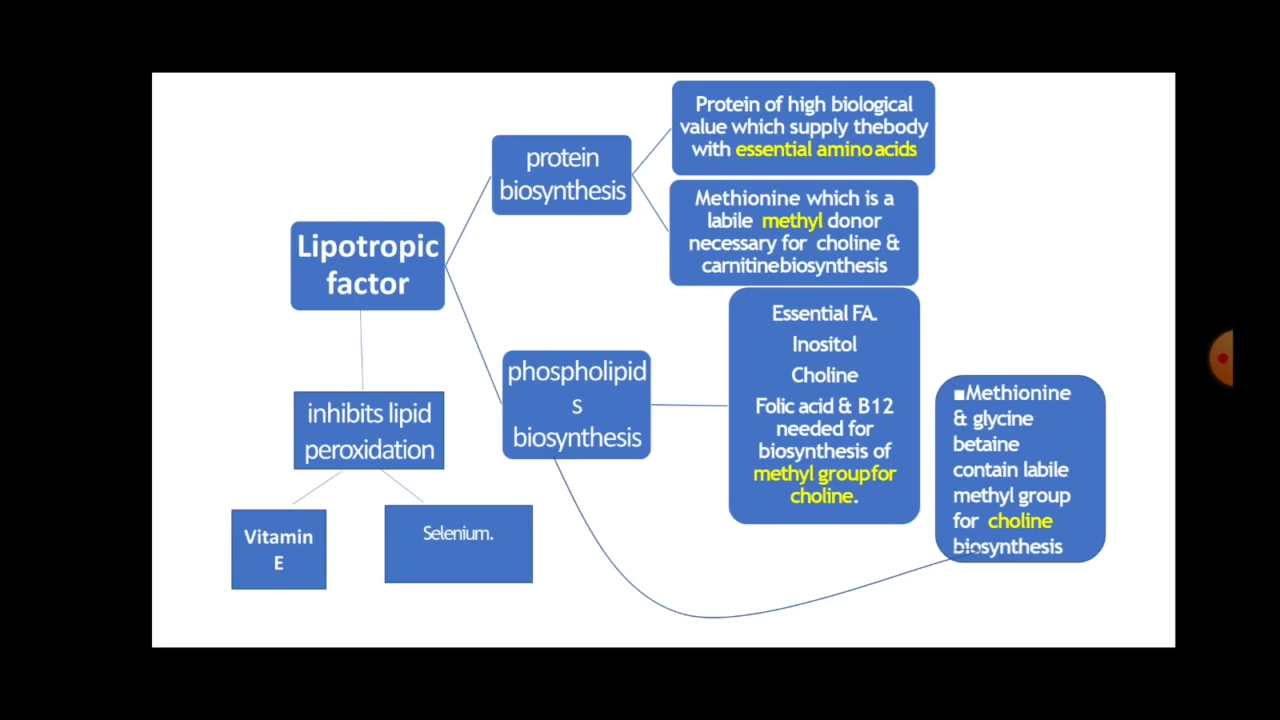 Protein of high biological
value which supply thebody
with essential aminoacids
protein
biosynthesis
Methionine which is a
labile methyl donor
necessary for choline &
carnitinebiosynthesis
Lipotropic
factor
Essential FA.
Inositol
Choline
Folic acid & B12
needed for
biosynthesis of
methyl groupfor
choline.
phospholipid
s
biosynthesis
■Methionine
& glycine
betaine
contain labile
methyl group
for choline
biosynthesis
inhibits lipid
peroxidation
Vitamin
E
Selenium.